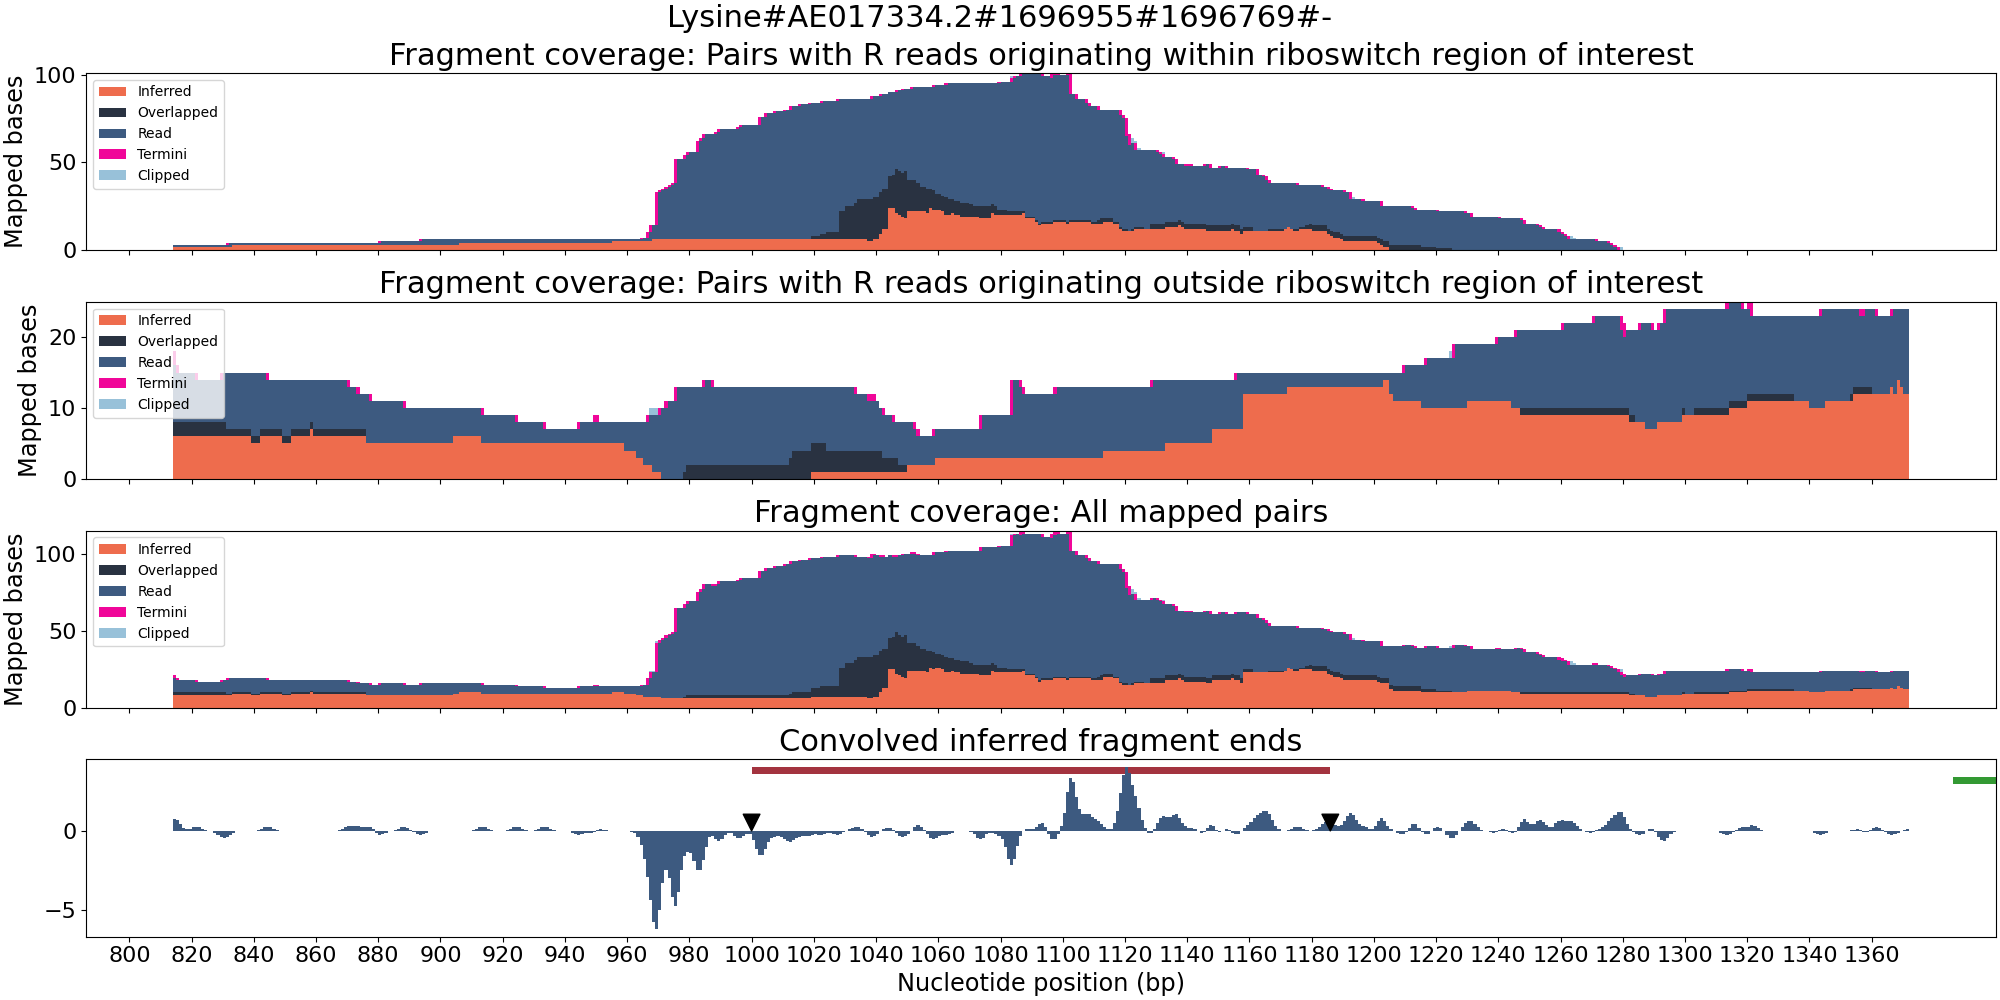 Lysine#AE017334.2#1696955#1696769#-
Fragment coverage: Pairs with R reads originating within riboswitch region of interest
Mapped bases
100
50
0
Inferred
Overlapped
Read
Termini
Clipped
Fragment coverage: Pairs with R reads originating outside riboswitch region of interest
Mapped bases
20
10
0
Inferred
Overlapped
Read
Termini
Clipped
Fragment coverage: All mapped pairs
Mapped bases
100
50
0
Inferred
Overlapped
Read
Termini
Clipped
Convolved inferred fragment ends
0
−5
800 820 840 860 880 900 920 940 960 980 1000 1020 1040 1060 1080 1100 1120 1140 1160 1180 1200 1220 1240 1260 1280 1300 1320 1340 1360
Nucleotide position (bp)